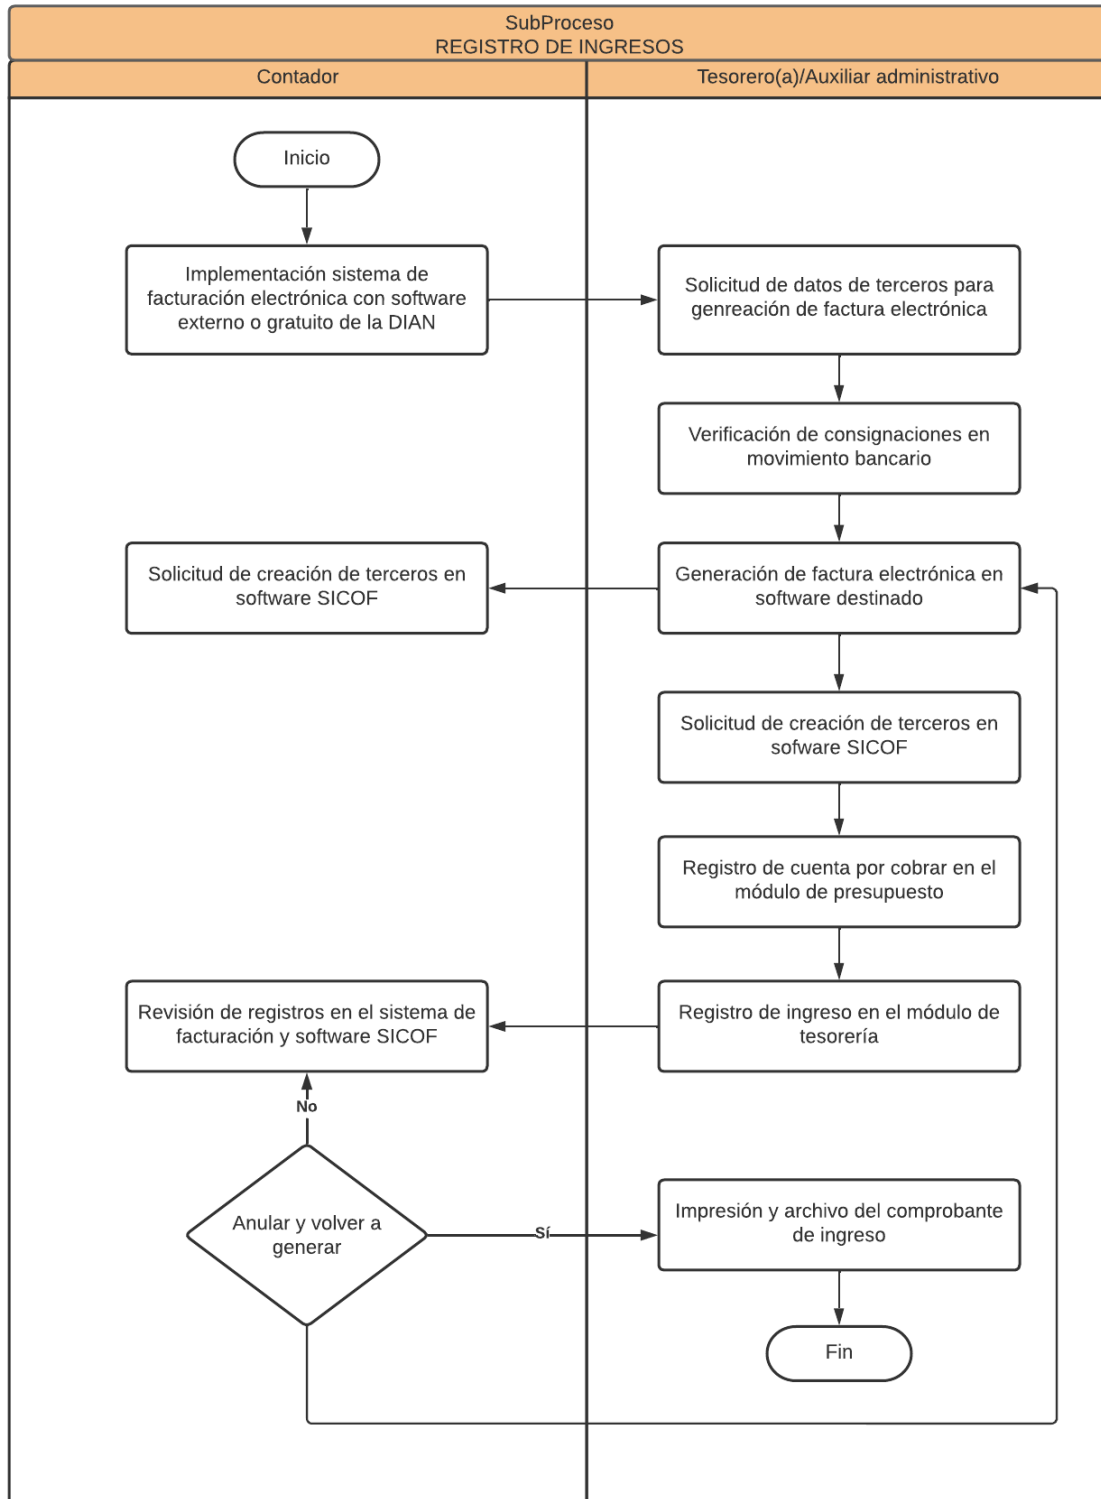 SubProceso
REGISTRO DE INGRESOS
Contador
Tesorero(a)/Auxiliar administrativo
Inicio
Implementación sistema de
facturación electrónica con software
externo o gratuito de la DIAN
Solicitud de datos de terceros para
genreación de factura electrónica
Verificación de consignaciones en
movimiento bancario
Solicitud de creación de terceros en
software SICOF
Generación de factura electrónica en
software destinado
Solicitud de creación de terceros en
sofware SICOF
Registro de cuenta por cobrar en el
módulo de presupuesto
Revisión de registros en el sistema de
facturación y software SICOF
Registro de ingreso en el módulo de
tesorería
No
Anular y volver a
generar
Sí
Impresión y archivo del comprobante
de ingreso
Fin